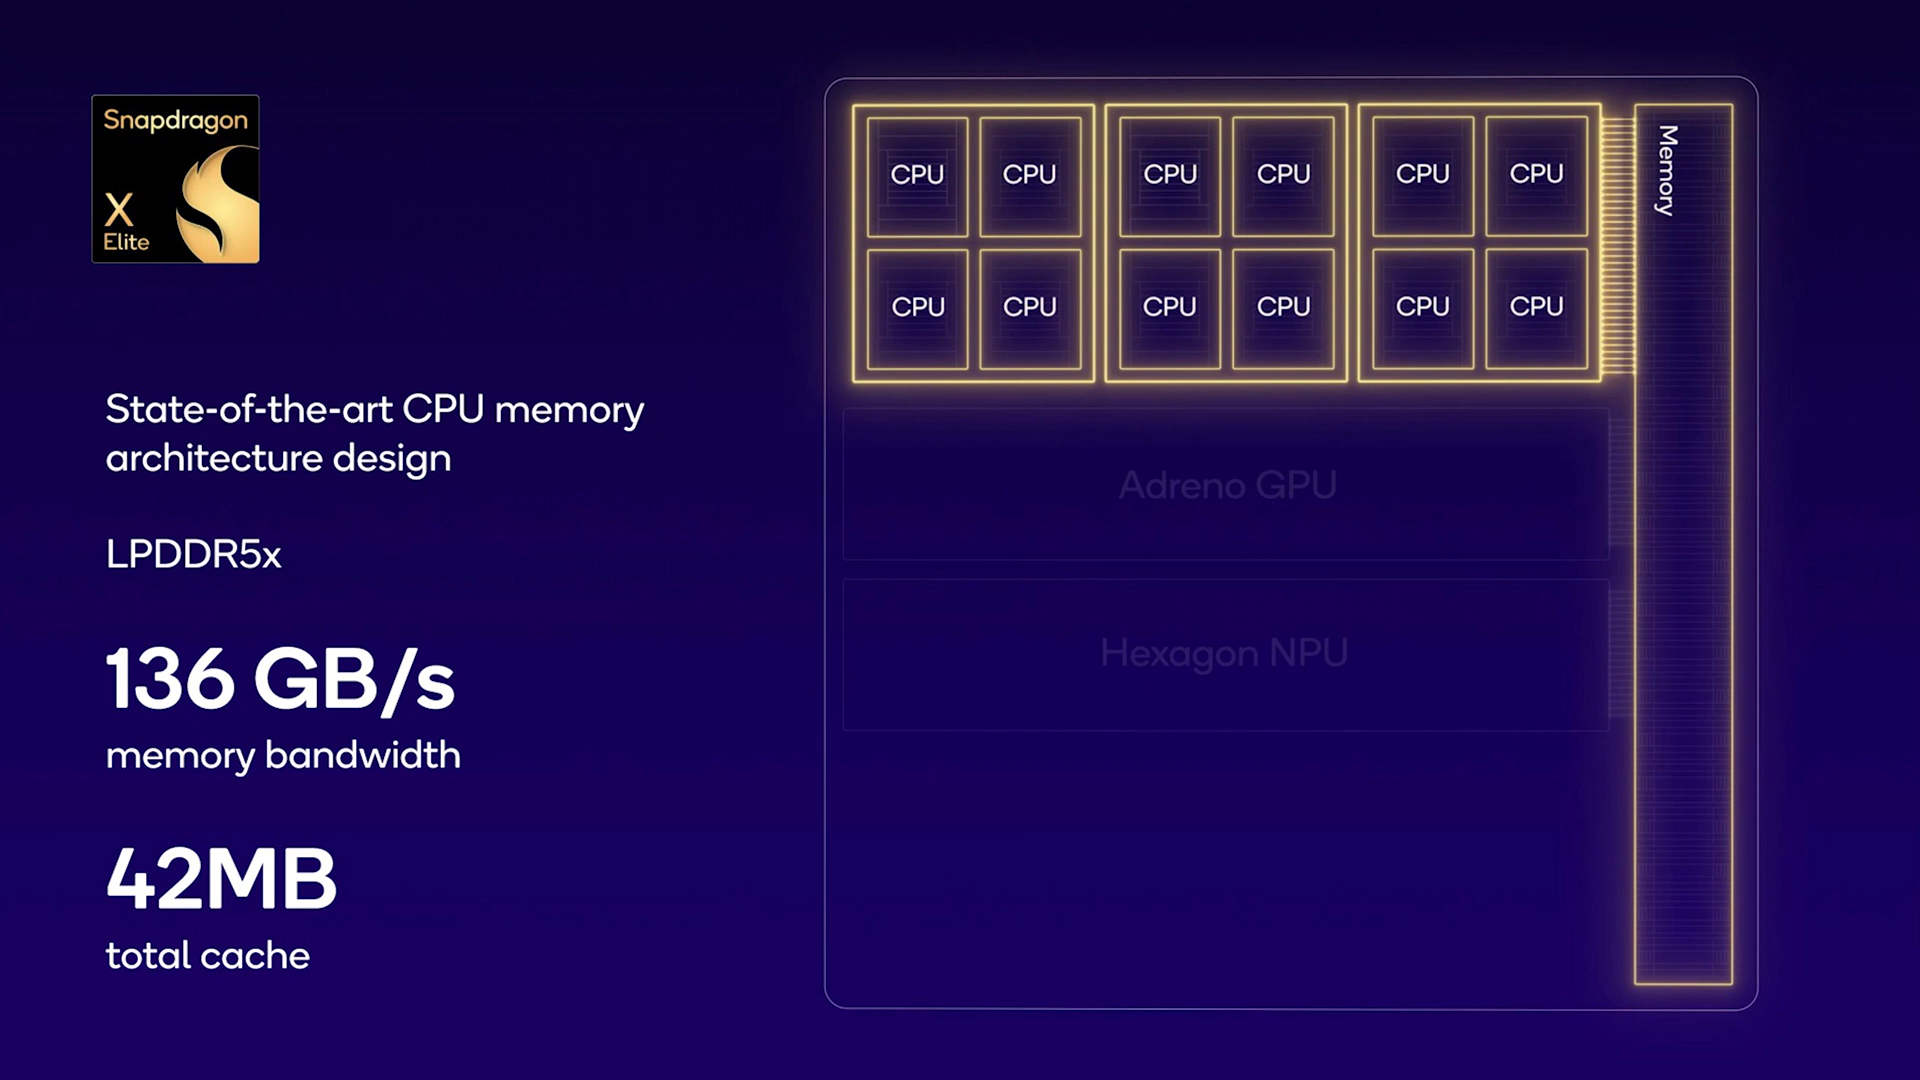 Snapdragon
X
Elite
State-of-the-art CPU memory
architecture design
LPDDR5x
136 GB/s
memory bandwidth
42MB
total cache
CPU CPU CPU CPU CPU CPU
CPU CPU CPU CPU CPU CPU
Memory
Adreno GPU
Hexagon NPU